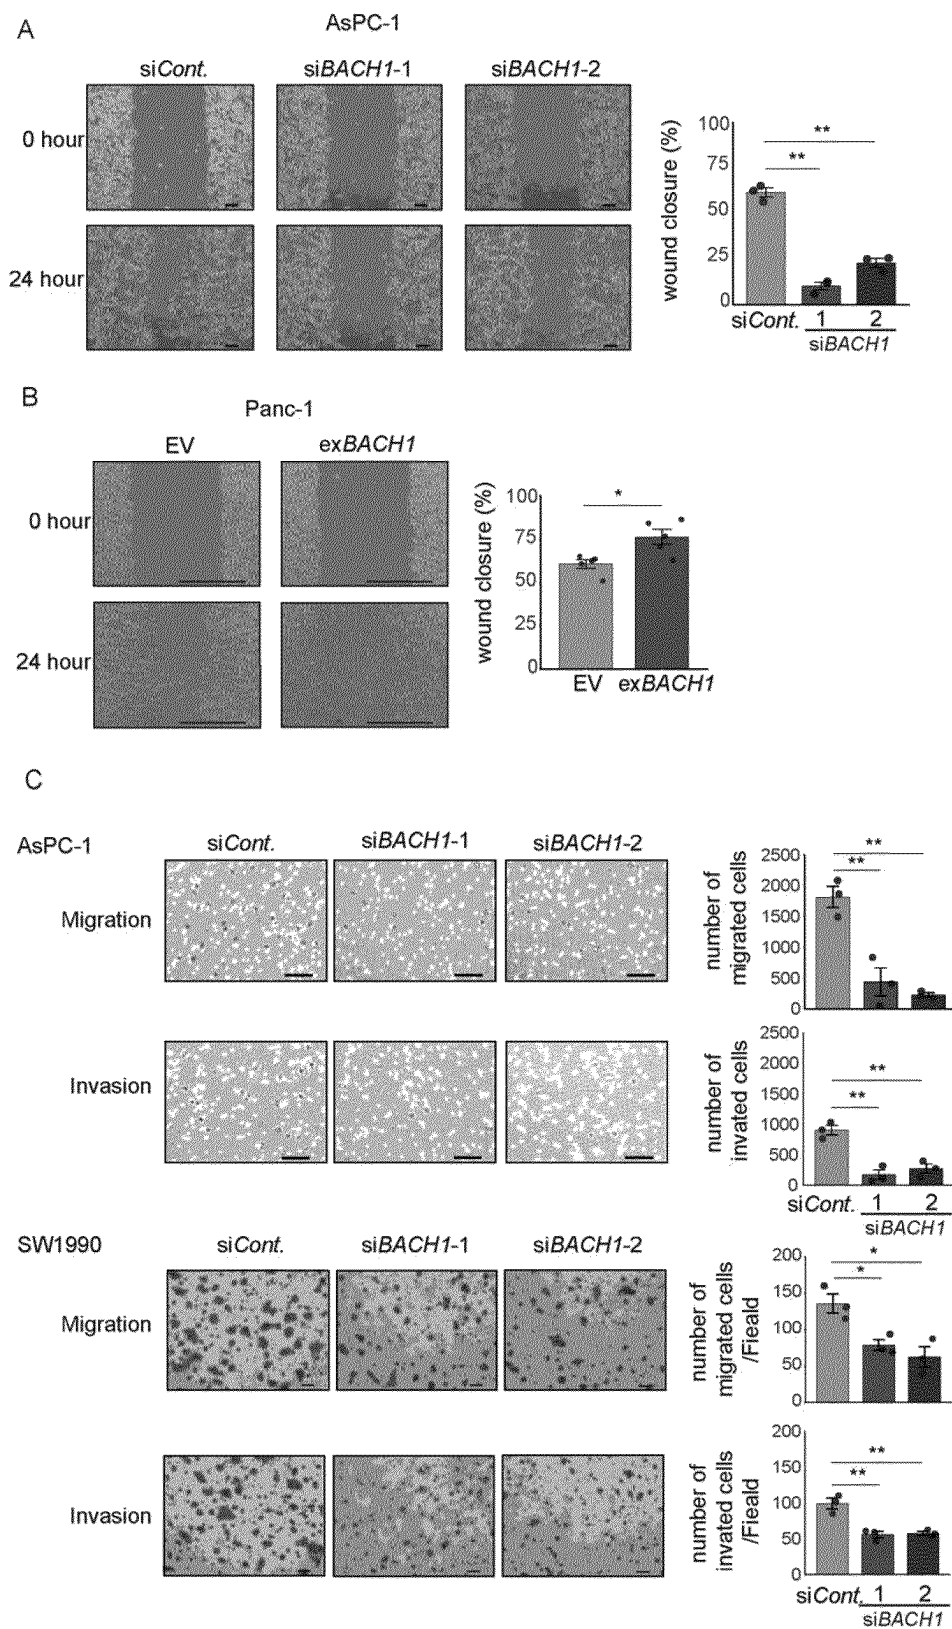 A
AsPC-1
siCont. siBACH1-1 siBACH1-2
0 hour
24 hour
wound closure (%)
100
75
50
25
0
** 
**
siCont. 1 2
siBACH1
B
Panc-1
EV exBACH1
0 hour
24 hour
wound closure (%)
100
75
50
25
0
*
EV exBACH1
C
AsPC-1
siCont. siBACH1-1 siBACH1-2
Migration
number of
migrated cells
2500
2000
1500
1000
500
0
**
**
Invasion
number of
invated cells
2500
2000
1500
1000
500
0
**
**
siCont. 1 2
siBACH1
SW1990
siCont. siBACH1-1 siBACH1-2
Migration
number of
migrated cells
/Fieald
200
150
100
50
0
*
*
Invasion
number of
invated cells
/Fieald
200
150
100
50
0
**
**
siCont. 1 2
siBACH1